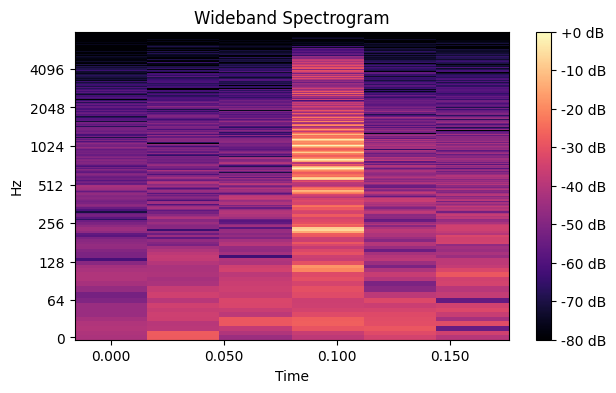 Wideband Spectrogram
Hz
4096
2048
1024
512
256
128
64
0
0.000 0.050 0.100 0.150
Time
+0 dB
-10 dB
-20 dB
-30 dB
-40 dB
-50 dB
-60 dB
-70 dB
-80 dB